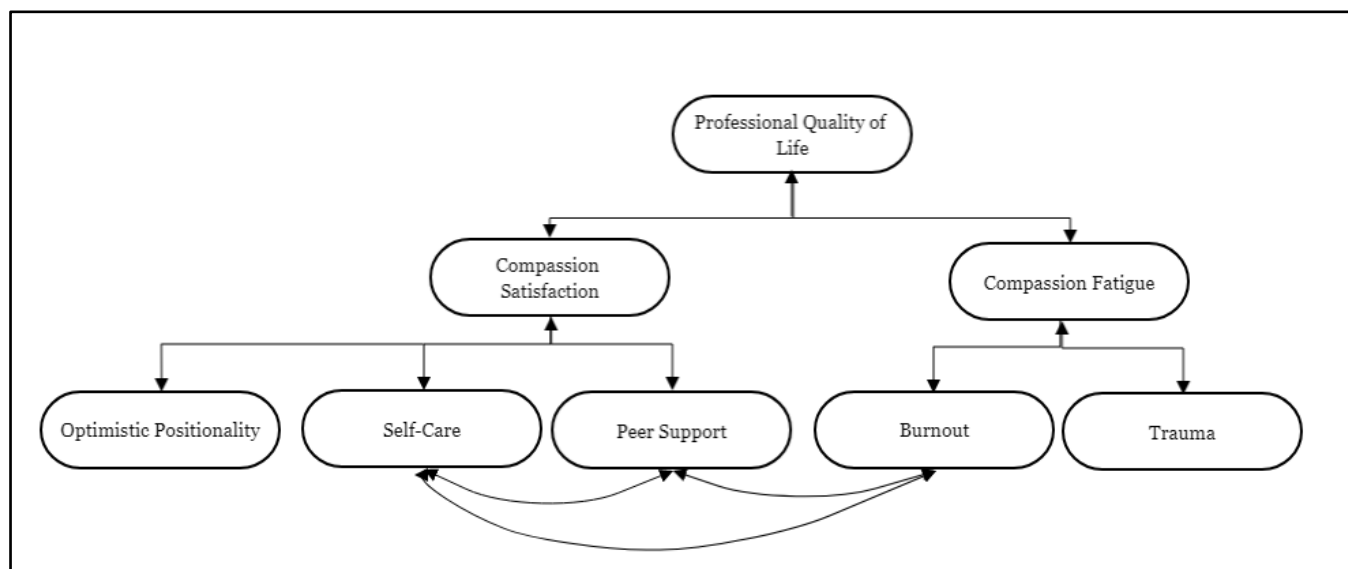 Professional Quality of
Life
Compassion
Satisfaction
Compassion Fatigue
Optimistic Positionality
Self-Care
Peer Support
Burnout
Trauma